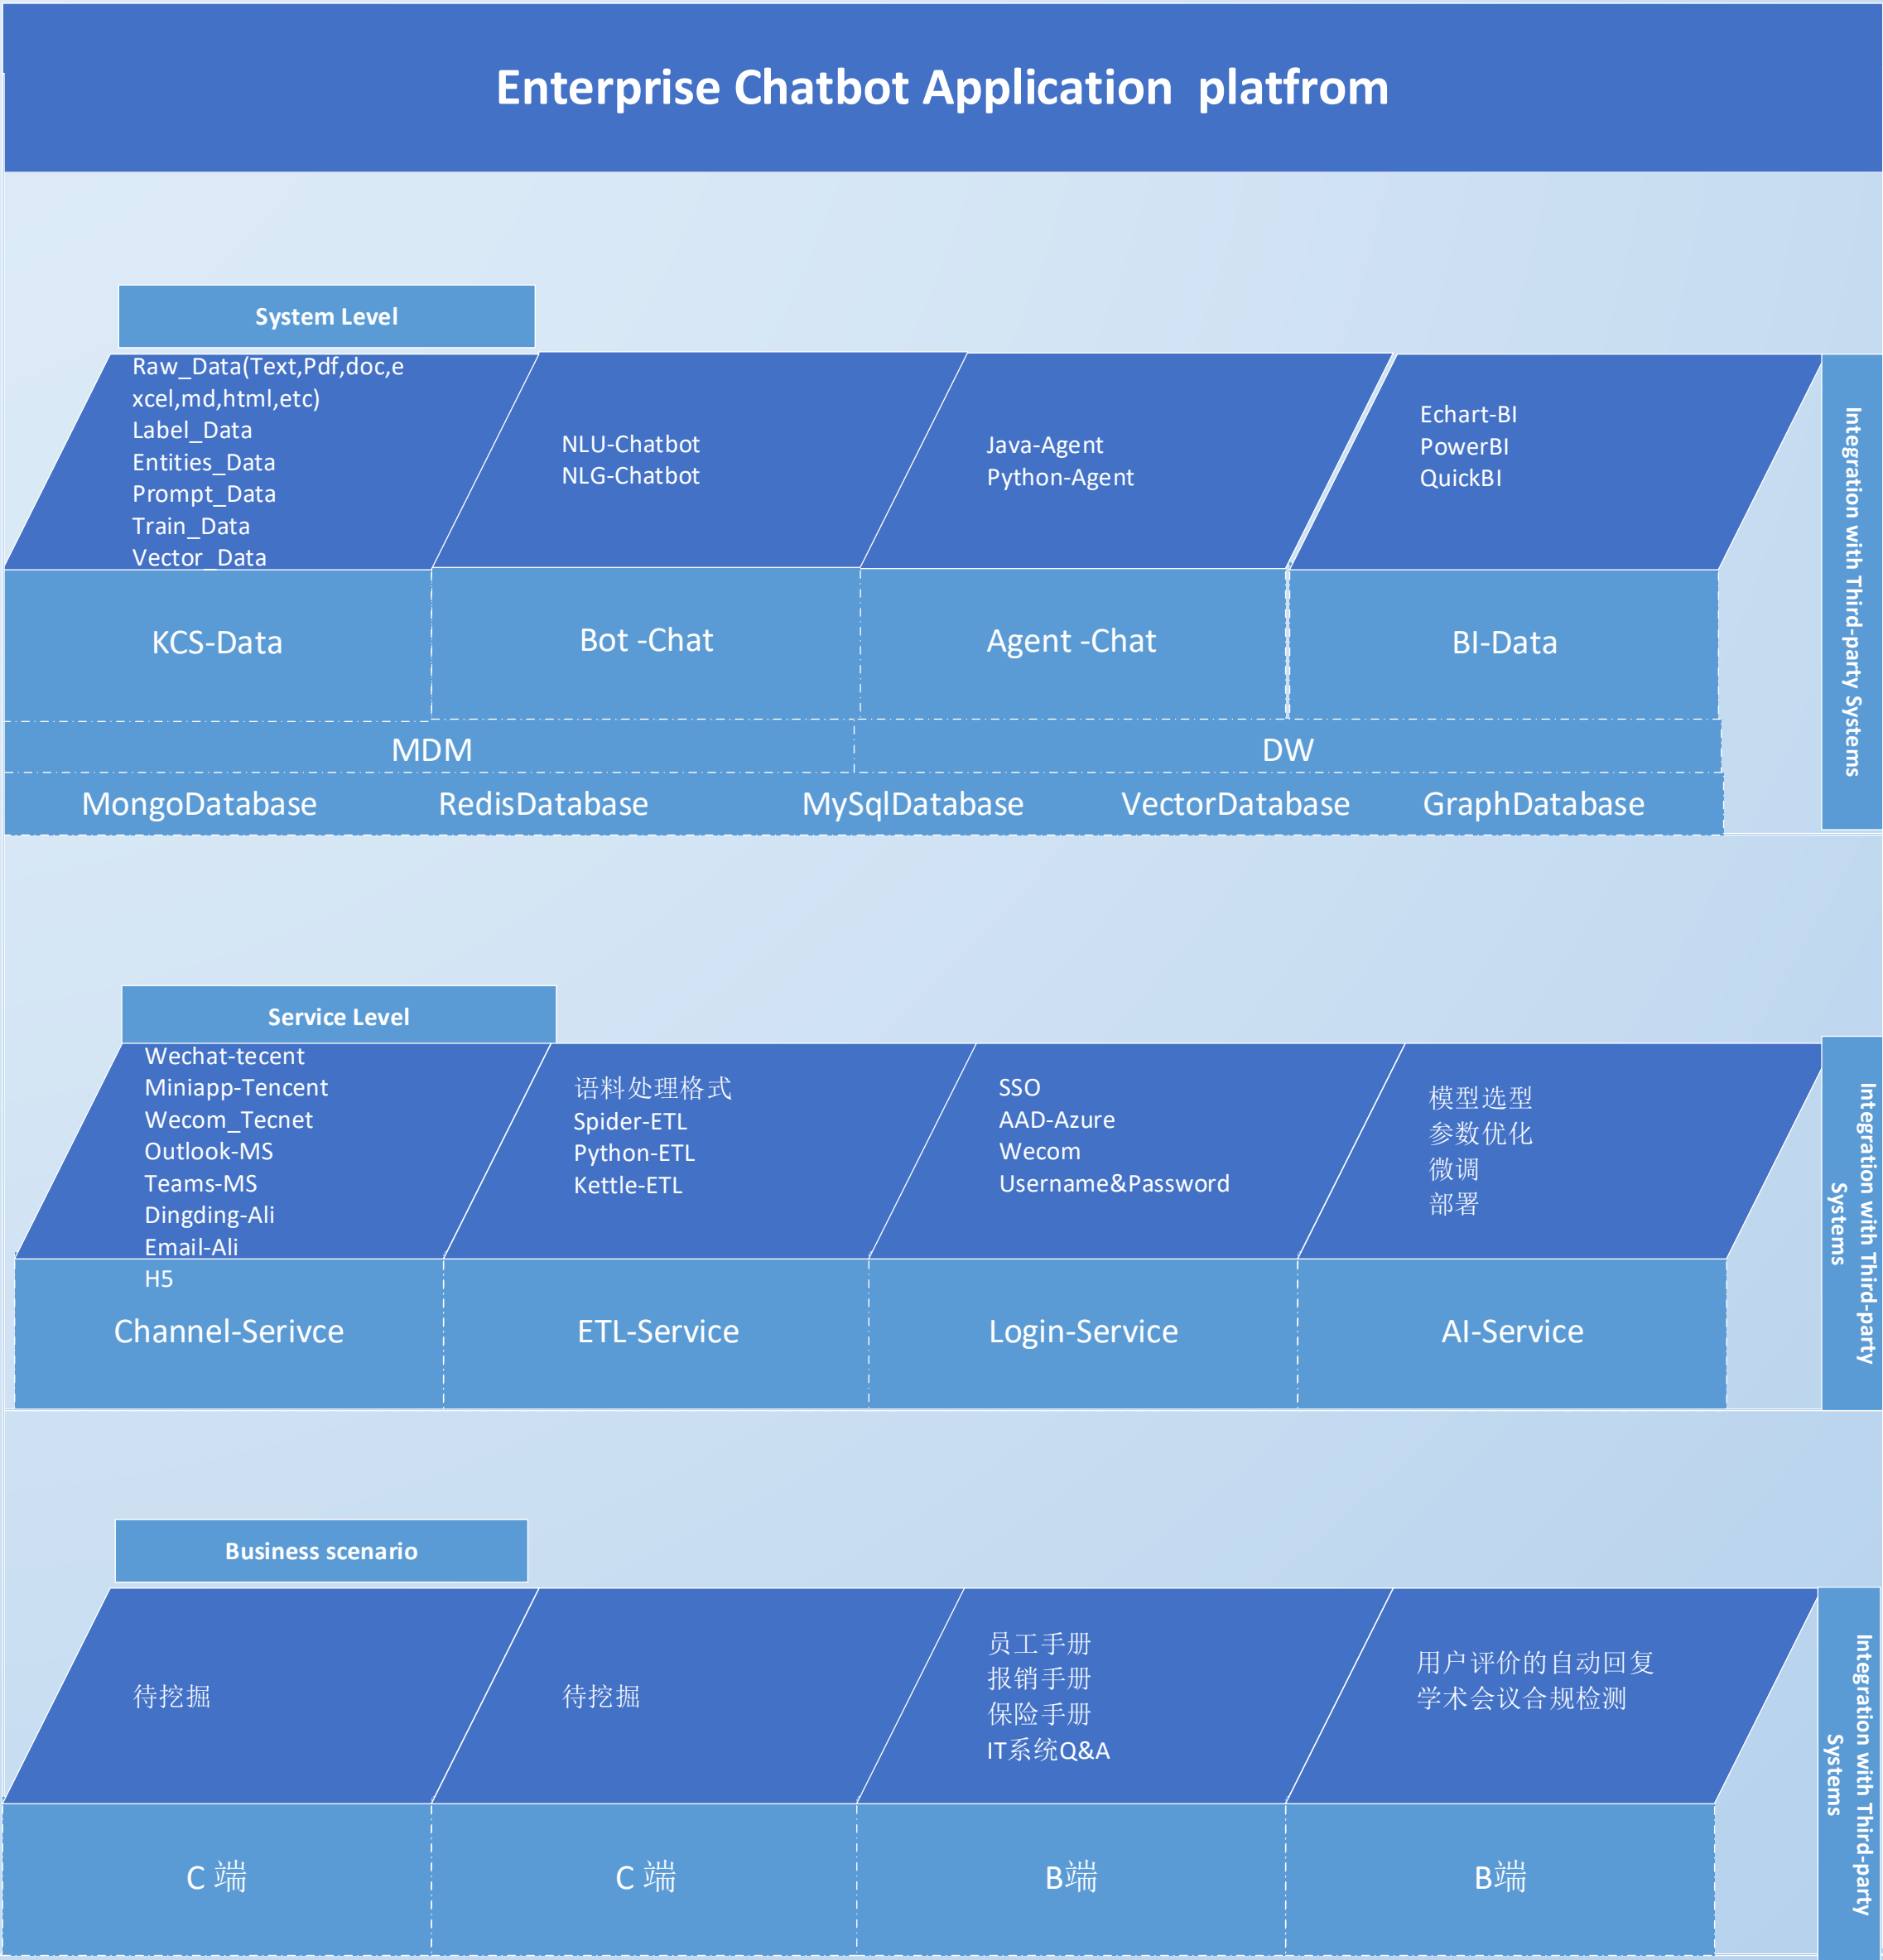 Enterprise Chatbot Application  platfrom
System Level
Raw_Data(Text,Pdf,doc,e
xcel,md,html,etc)
Label_Data
Entities_Data
Prompt_Data
Train_Data
Vector_Data
NLU-Chatbot
NLG-Chatbot
Java-Agent
Python-Agent
Echart-BI
PowerBI
QuickBI
KCS-Data
Bot -Chat
Agent -Chat
BI-Data
MDM
DW
MongoDatabase
RedisDatabase
MySqlDatabase
VectorDatabase
GraphDatabase
Integration with Third-party Systems
Service Level
Wechat-tecent
Miniapp-Tencent
Wecom_Tecnet
Outlook-MS
Teams-MS
Dingding-Ali
Email-Ali
H5
语料处理格式
Spider-ETL
Python-ETL
Kettle-ETL
SSO
AAD-Azure
Wecom
Username&Password
模型选型
参数优化
微调
部署
Channel-Serivce
ETL-Service
Login-Service
AI-Service
Integration with Third-party
Systems
Business scenario
待挖掘
待挖掘
员工手册
报销手册
保险手册
IT系统Q&A
用户评价的自动回复
学术会议合规检测
C 端
C 端
B端
B端
Integration with Third-party
Systems